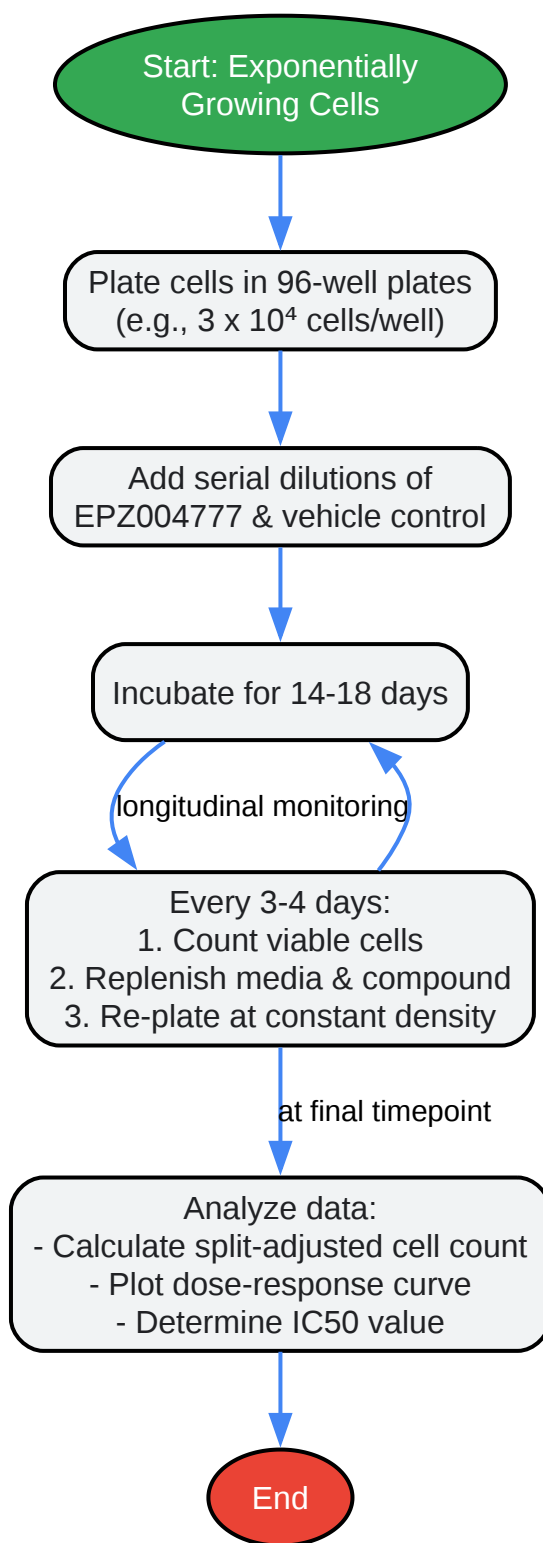 Start: Exponentially
Growing Cells
Plate cells in 96-well plates
(e.g., 3 x 10⁴ cells/well)
Add serial dilutions of
EPZ004777 & vehicle control
Incubate for 14-18 days
longitudinal monitoring
Every 3-4 days:
1. Count viable cells
2. Replenish media & compound
3. Re-plate at constant density
at final timepoint
Analyze data:
- Calculate split-adjusted cell count
- Plot dose-response curve
- Determine IC50 value
End